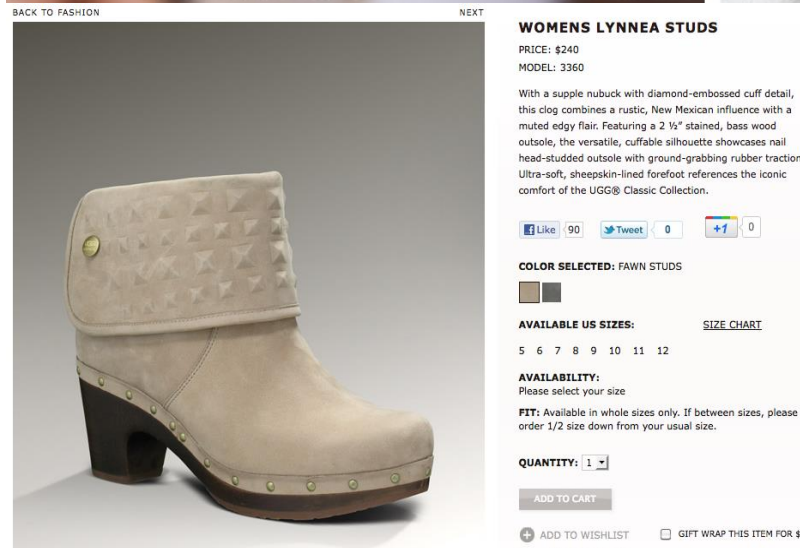 BACK TO FASHION
NEXT
WOMENS LYNNEA STUDS
PRICE: $240
MODEL: 3360
With a supple nubuck with diamond-embossed cuff detail,
this clog combines a rustic, New Mexican influence with a
muted edgy flair. Featuring a 2 ½” stained, bass wood
outsole, the versatile, cuffable silhouette showcases nail
head-studded outsole with ground-grabbing rubber traction
Ultra-soft, sheepskin-lined forefoot references the iconic
comfort of the UGG® Classic Collection.
Like 90 Tweet 0 +1 0
COLOR SELECTED: FAWN STUDS
AVAILABLE US SIZES: SIZE CHART
5 6 7 8 9 10 11 12
AVAILABILITY:
Please select your size
FIT: Available in whole sizes only. If between sizes, please
order 1/2 size down from your usual size.
QUANTITY: 1
ADD TO CART
ADD TO WISHLIST GIFT WRAP THIS ITEM FOR $